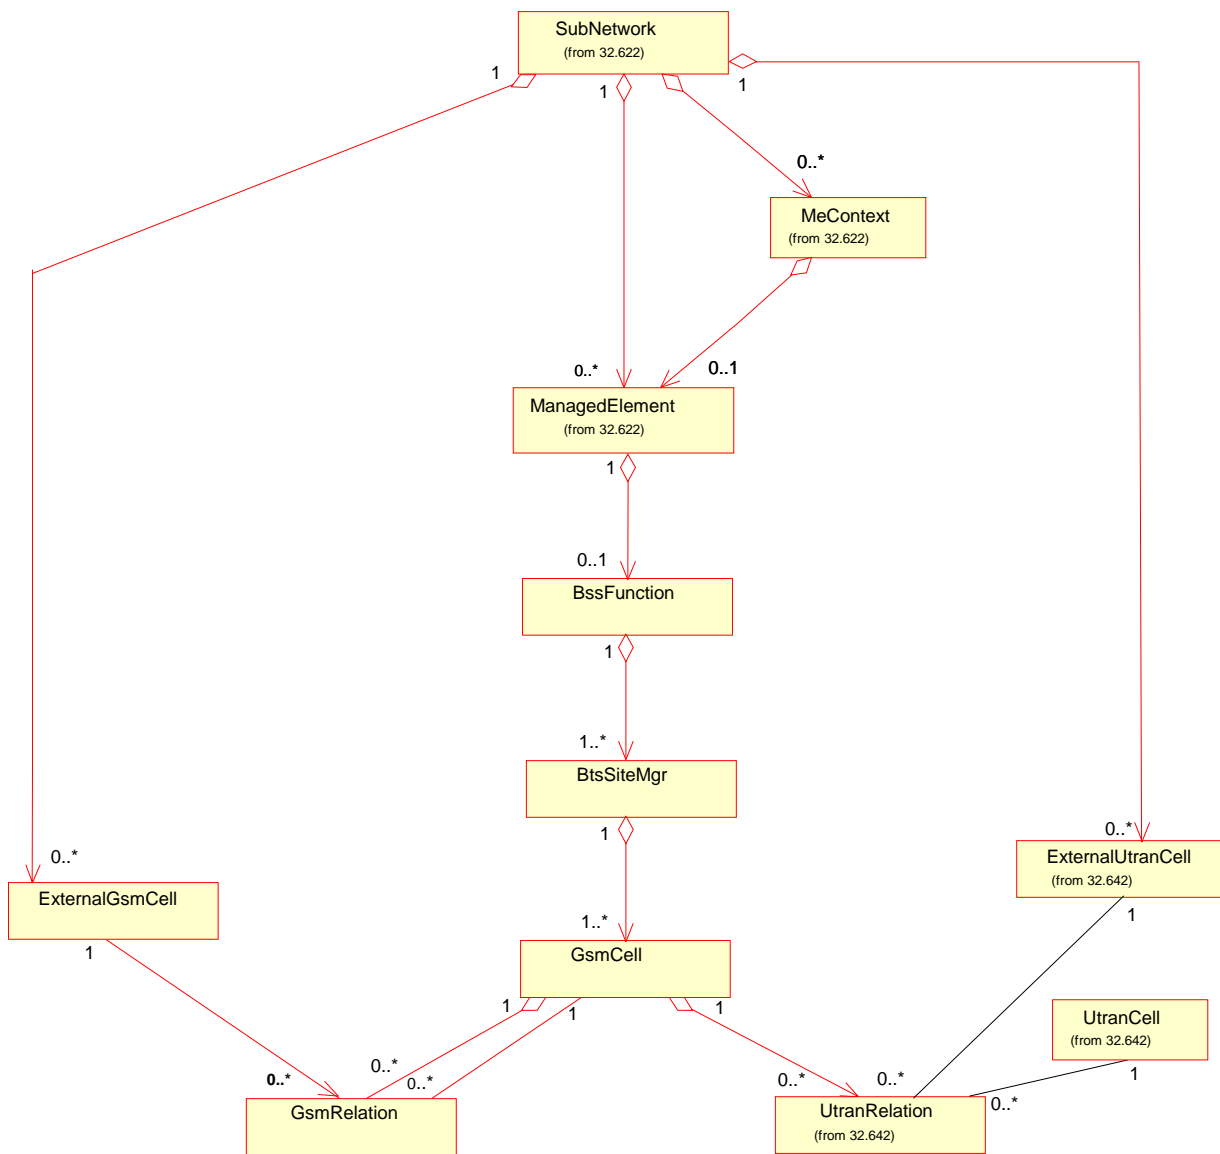 SubNetwork
(from 32.622)
1
1
1
0..*
MeContext
(from 32.622)
0..*
0..1
ManagedElement
(from 32.622)
1
0..1
BssFunction
1
1..*
BtsSiteMgr
1
0..*
0..*
ExternalUtranCell
(from 32.642)
1
ExternalGsmCell
1
1..*
GsmCell
1
1
1
UtranCell
(from 32.642)
1
0..*
0..*
0..*
0..*
0..*
0..*
GsmRelation
UtranRelation
(from 32.642)